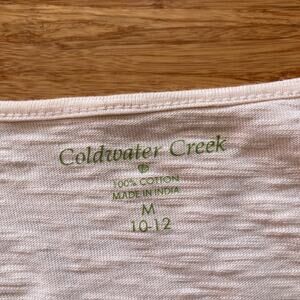 Coldwater Creek
100% COTTON
MADE IN INDIA
M
10-12